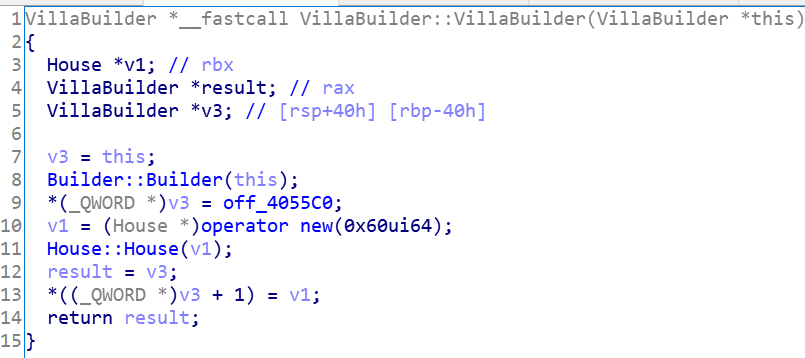 1 VillaBuilder *__fastcall VillaBuilder::VillaBuilder(VillaBuilder *this)
2 {
3   House *v1; // rbx
4   VillaBuilder *result; // rax
5   VillaBuilder *v3; // [rsp+40h] [rbp-40h]
6
7   v3 = this;
8   Builder::Builder(this);
9   *(_QWORD *)v3 = off_4055C0;
10   v1 = (House *)operator new(0x60ui64);
11   House::House(v1);
12   result = v3;
13   *((_QWORD *)v3 + 1) = v1;
14   return result;
15 }